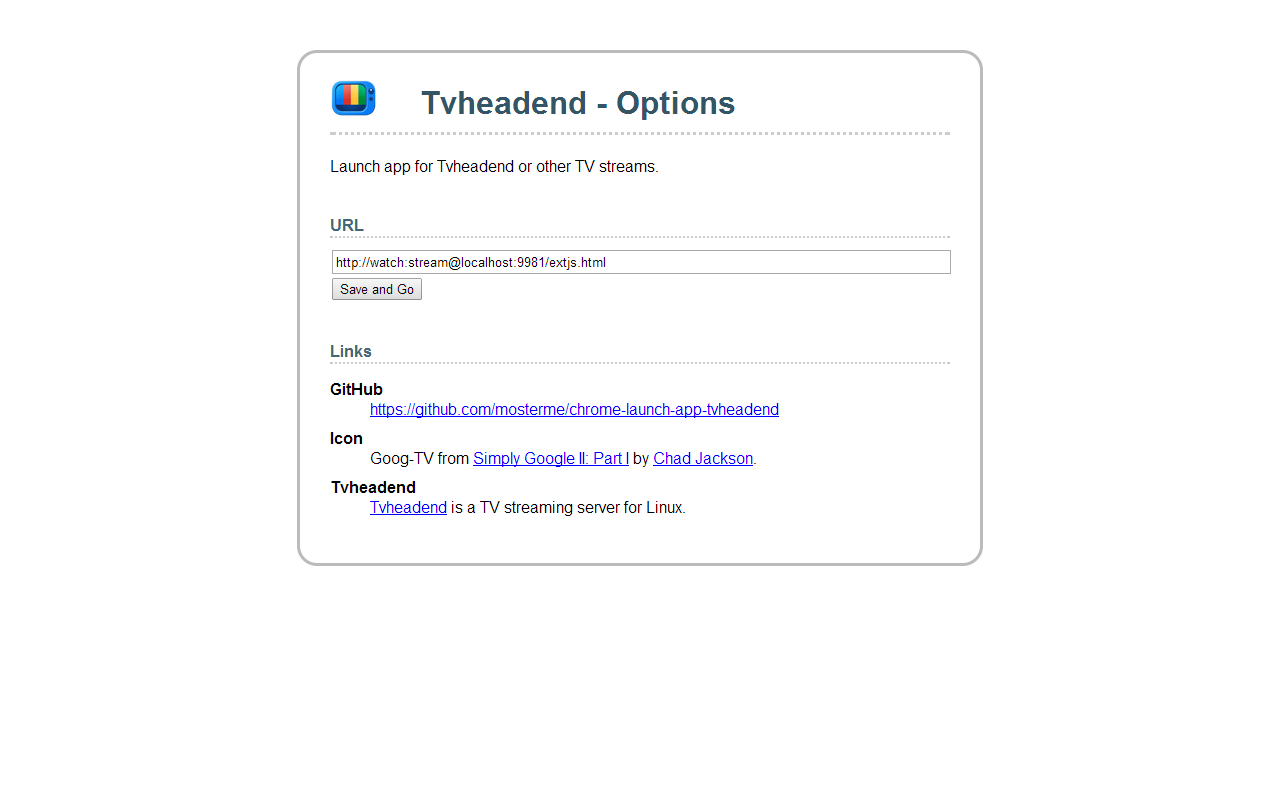 Tvheadend - Options
Launch app for Tvheadend or other TV streams.
URL
http://watch:stream@localhost:9981/extjs.html
Save and Go
Links
GitHub
https://github.com/mosterme/chrome-launch-app-tvheadend
Icon
Goog-TV from Simply Google II: Part I by Chad Jackson.
Tvheadend
Tvheadend is a TV streaming server for Linux.